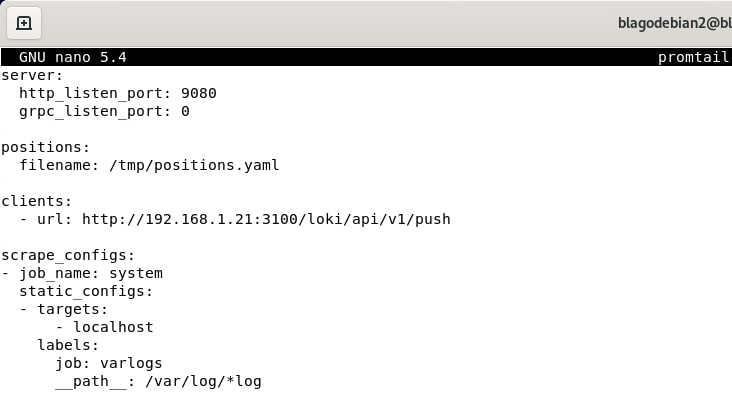 blagodebian2@bl
GNU nano 5.4 promtail
server:
  http_listen_port: 9080
  grpc_listen_port: 0

positions:
  filename: /tmp/positions.yaml

clients:
  - url: http://192.168.1.21:3100/loki/api/v1/push

scrape_configs:
- job_name: system
  static_configs:
  - targets:
      - localhost
    labels:
      job: varlogs
      __path__: /var/log/*log